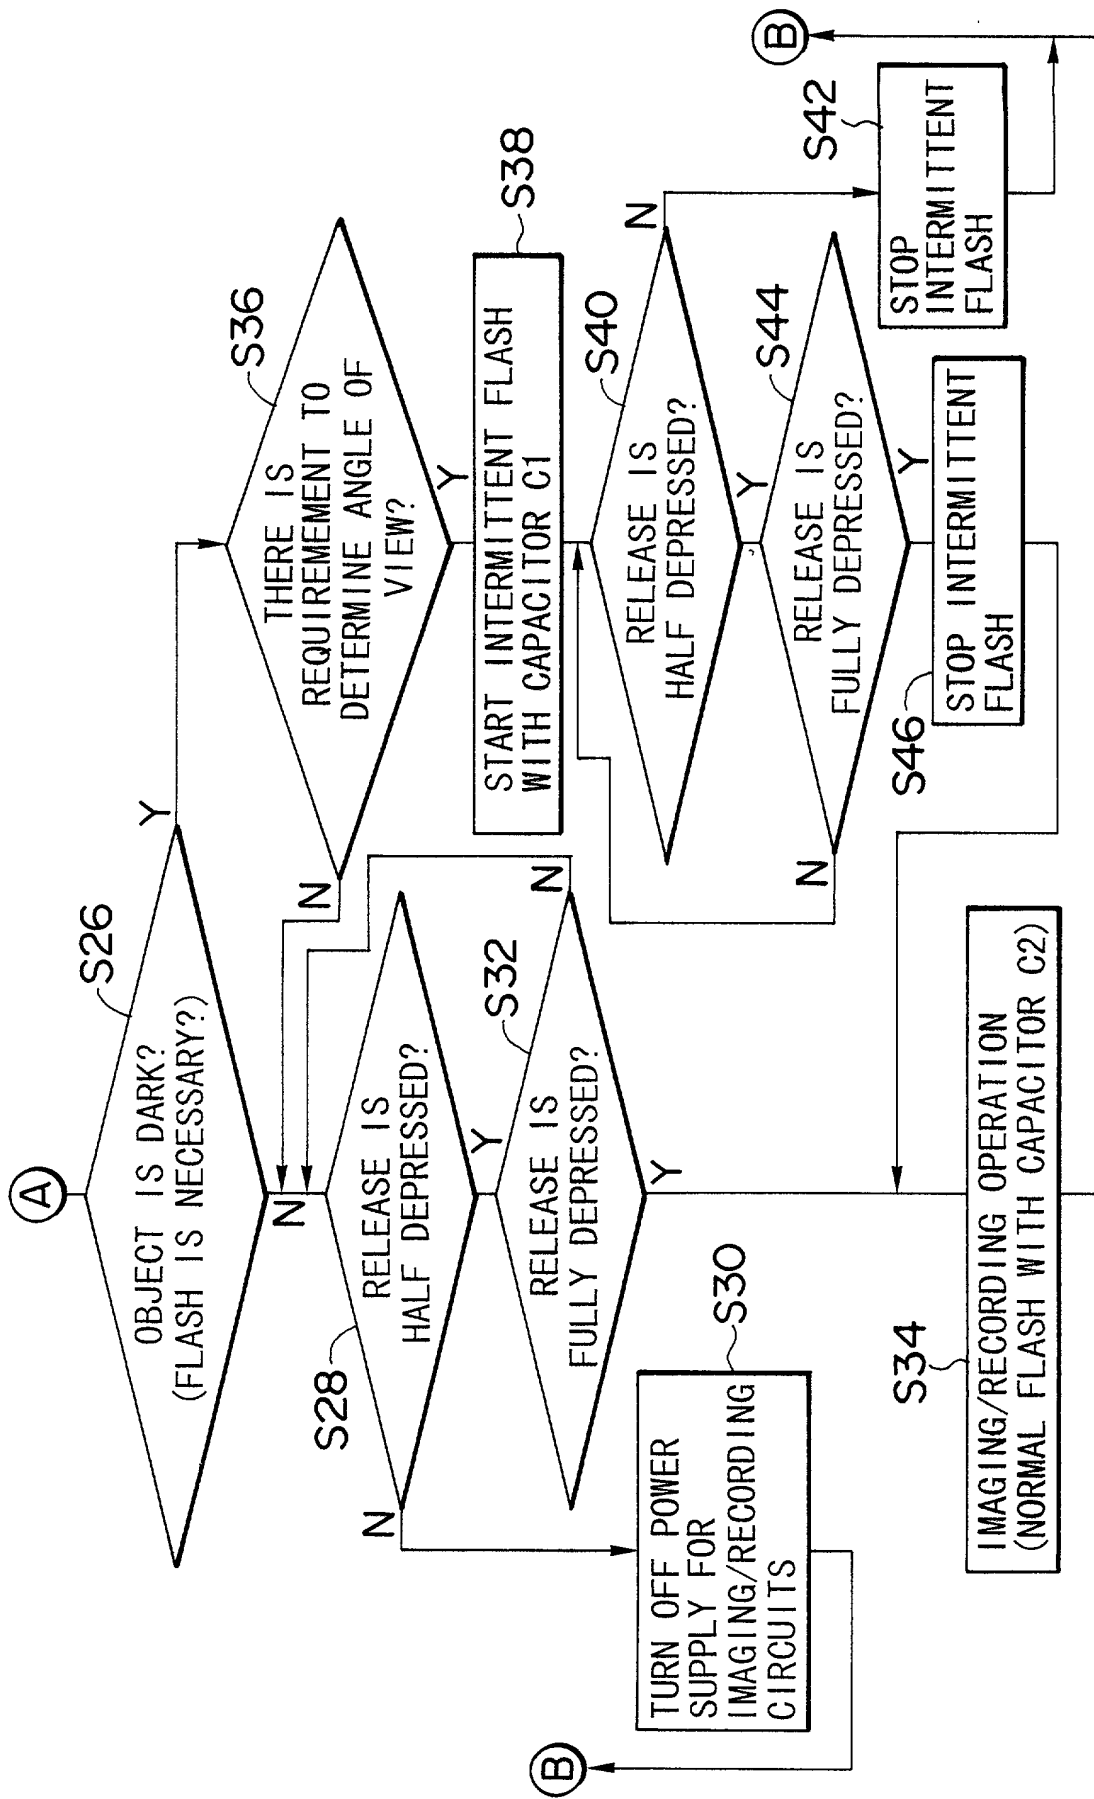 A
S26
OBJECT IS DARK?
(FLASH IS NECESSARY?)
Y
N
S28
RELEASE IS
HALF DEPRESSED?
N
Y
S30
TURN OFF POWER
SUPPLY FOR
IMAGING/RECORDING
CIRCUITS
B
S32
RELEASE IS
FULLY DEPRESSED?
N
Y
S34
IMAGING/RECORDING OPERATION
(NORMAL FLASH WITH CAPACITOR C2)
S36
THERE IS
REQUIREMEMENT TO
DETERMINE ANGLE OF
VIEW?
N
Y
S38
START INTERMITTENT FLASH
WITH CAPACITOR C1
S40
RELEASE IS
HALF DEPRESSED?
N
Y
S42
STOP
INTERMITTENT
FLASH
B
S44
RELEASE IS
FULLY DEPRESSED?
N
Y
S46
STOP INTERMITTENT
FLASH